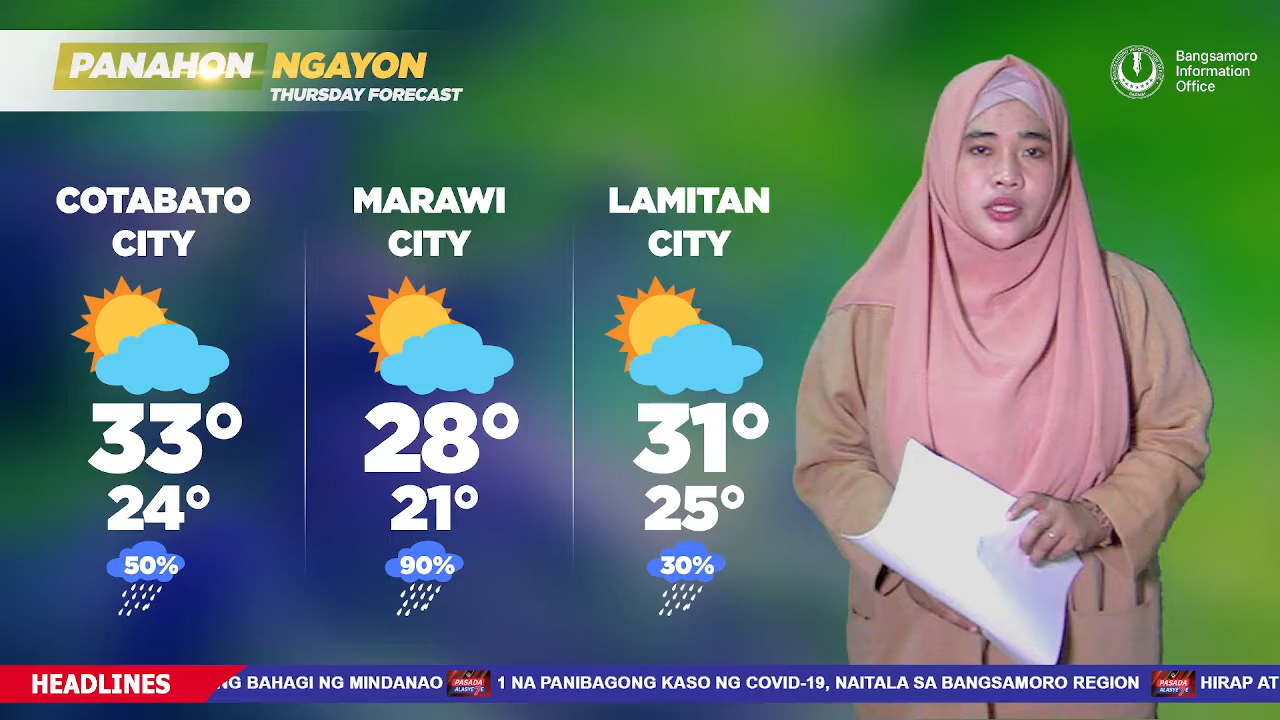 PANAHON NGAYON
THURSDAY FORECAST
Bangsamoro
Information
Office
COTABATO
CITY
33°
24°
50%
MARAWI
CITY
28°
21°
90%
LAMITAN
CITY
31°
25°
30%
HEADLINES
NG BAHAGI NG MINDANAO PASADA 1 NA PANIBAGONG KASO NG COVID-19, NAITALA SA BANGSAMORO REGION PASADA HIRAP AT